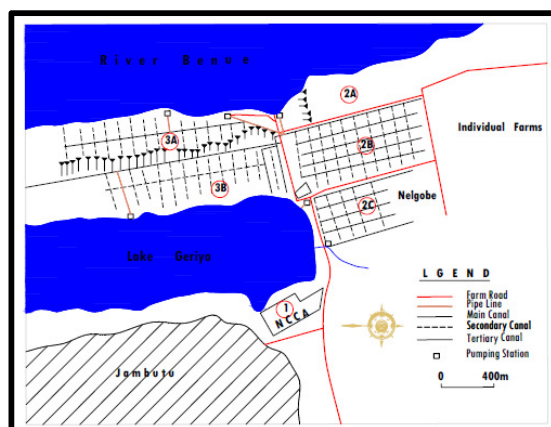 River Benue
2A
3A
Individual Farms
2B
3B
2C
Nelgobe
Lake Geriyo
LGEND
Farm Road
Pipe Line
Main Canal
Secondary Canal
Tertiary Canal
Pumping Station
1
NCCA
Jambutu
0 400m